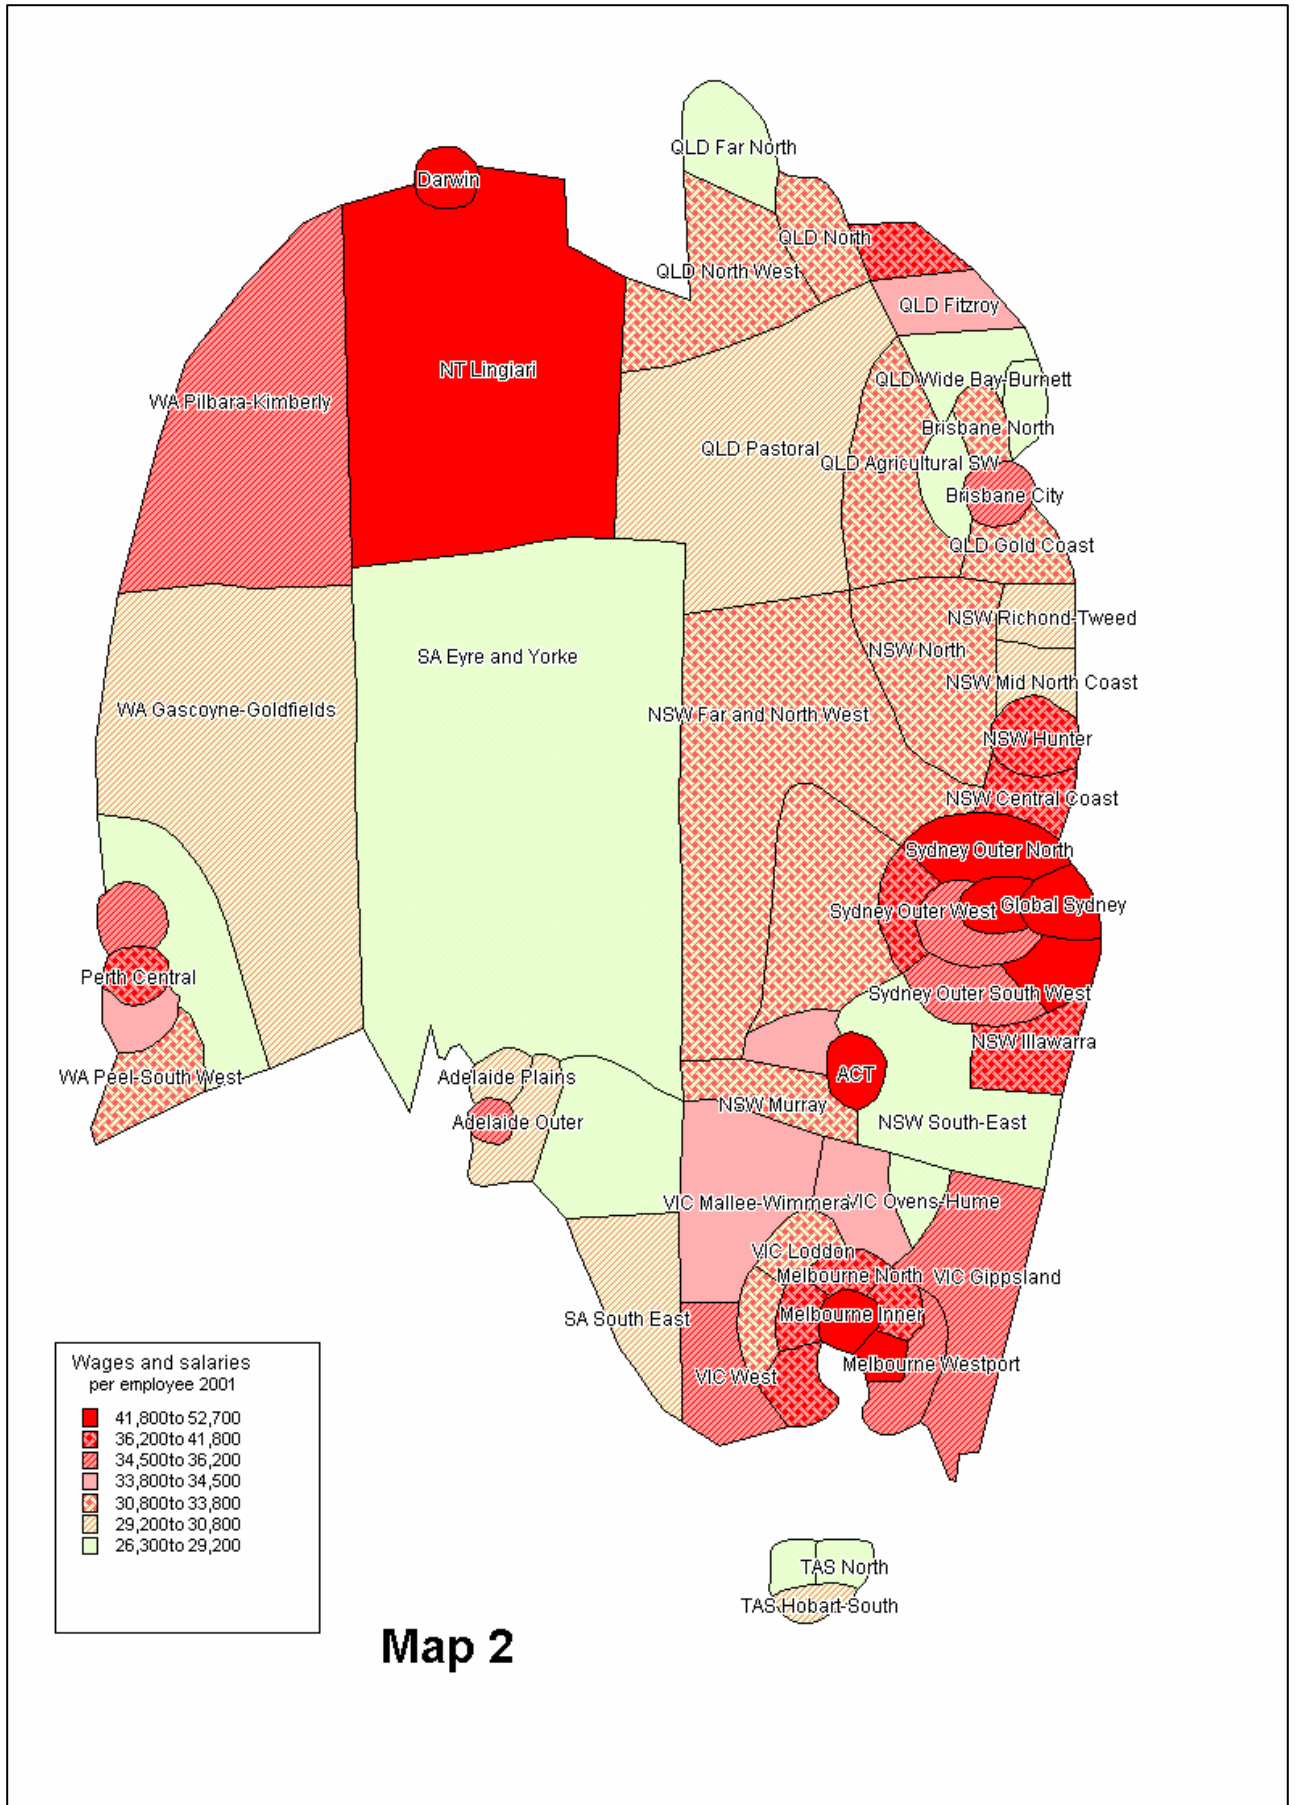 QLD Far North
Darwin
QLD North
QLD North West
QLD Fitzroy
NT Lingiari
QLD Wide Bay-Burnett
WA Pilbara-Kimberly
Brisbane North
QLD Pastoral
QLD Agricultural SW
Brisbane City
QLD Gold Coast
NSW Richond-Tweed
NSW North
SA Eyre and Yorke
NSW Mid North Coast
WA Gascoyne-Goldfields
NSW Far and North West
NSW Hunter
NSW Central Coast
Sydney Outer North
Global Sydney
Sydney Outer West
Perth Central
Sydney Outer South West
NSW Illawarra
ACT
WA Peel-South West
Adelaide Plains
NSW Murray
Adelaide Outer
NSW South-East
VIC Mallee-Wimmera
VIC Ovens-Hume
VIC Loddon
Melbourne North
VIC Gippsland
Melbourne Inner
SA South East
Melbourne Westport
VIC West
Wages and salaries
per employee 2001
41,800to 52,700
36,200to 41,800
34,500to 36,200
33,800to 34,500
30,800to 33,800
29,200to 30,800
26,300to 29,200
TAS North
TAS Hobart-South
Map 2